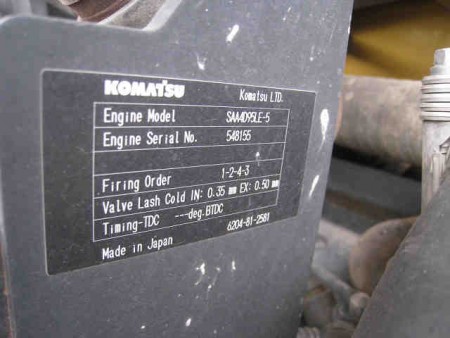 KOMATSU Komatsu LTD.
Engine Model SAA4D95LE-5
Engine Serial No. 548155
Firing Order 1-2-4-3
Valve Lash Cold IN: 0.35 mm EX: 0.50 mm
Timing-TDC ---deg.BTDC
6204-81-2581
Made in Japan